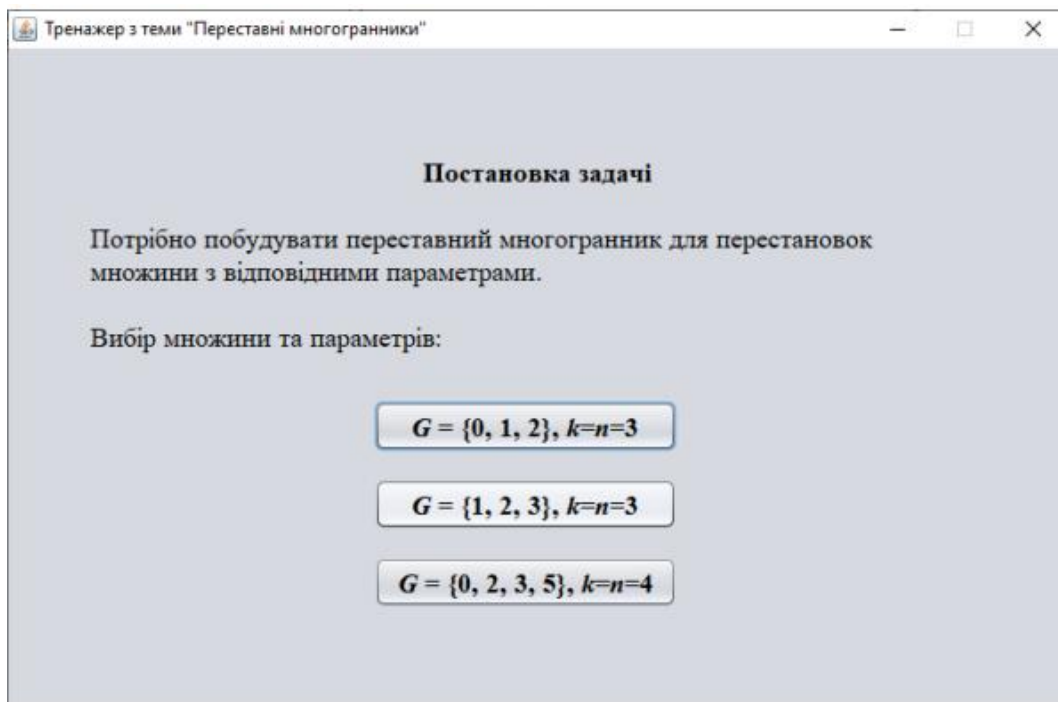 Тренажер з теми "Переставні многогранники"
Постановка задачі
Потрібно побудувати переставний многогранник для перестановок
множини з відповідними параметрами.
Вибір множини та параметрів:
G = {0, 1, 2}, k=n=3
G = {1, 2, 3}, k=n=3
G = {0, 2, 3, 5}, k=n=4